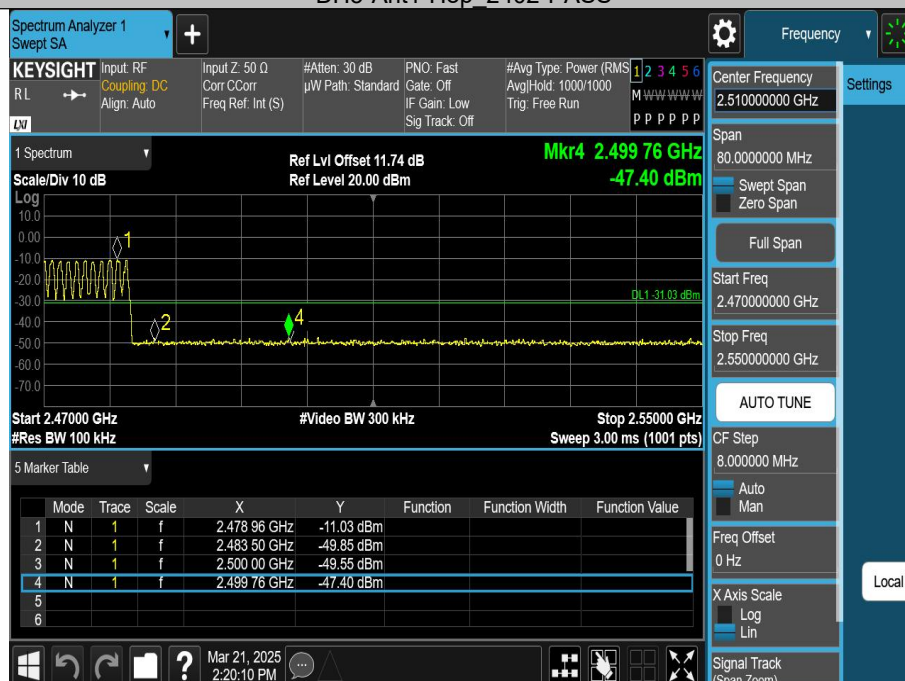 Spectrum Analyzer 1
Swept SA
+
Frequency
KEYSIGHT
RL
LXI
Input: RF
Coupling: DC
Align: Auto
Input Z: 50 Ω
Corr CCorr
Freq Ref: Int (S)
#Atten: 30 dB
µW Path: Standard
PNO: Fast
Gate: Off
IF Gain: Low
Sig Track: Off
#Avg Type: Power (RMS
Avg|Hold: 1000/1000
Trig: Free Run
1 2 3 4 5 6
M W W W W W
P P P P P P
1 Spectrum
Scale/Div 10 dB
Ref Lvl Offset 11.74 dB
Ref Level 20.00 dBm
Mkr4 2.499 76 GHz
-47.40 dBm
Log
10.0
0.00
-10.0
-20.0
-30.0
-40.0
-50.0
-60.0
-70.0
1
2
4
DL1 -31.03 dBm
Start 2.47000 GHz
#Res BW 100 kHz
#Video BW 300 kHz
Stop 2.55000 GHz
Sweep 3.00 ms (1001 pts)
5 Marker Table
Mode Trace Scale X Y Function Function Width Function Value
1 N 1 f 2.478 96 GHz -11.03 dBm
2 N 1 f 2.483 50 GHz -49.85 dBm
3 N 1 f 2.500 00 GHz -49.55 dBm
4 N 1 f 2.499 76 GHz -47.40 dBm
5
6
?
Mar 21, 2025
2:20:10 PM
Center Frequency
2.510000000 GHz
Span
80.0000000 MHz
Swept Span
Zero Span
Full Span
Start Freq
2.470000000 GHz
Stop Freq
2.550000000 GHz
AUTO TUNE
CF Step
8.000000 MHz
Auto
Man
Freq Offset
0 Hz
X Axis Scale
Log
Lin
Signal Track
(Span Zoom)
Settings
Local